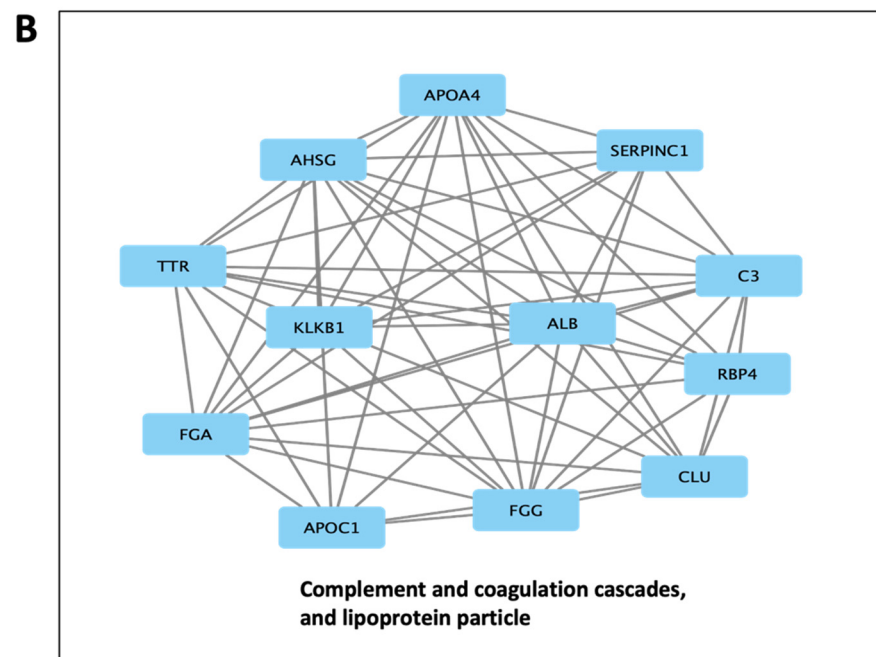 B
APOA4
SERPINC1
AHSG
TTR
C3
KLKB1
ALB
RBP4
FGA
CLU
FGG
APOC1
Complement and coagulation cascades,
and lipoprotein particle